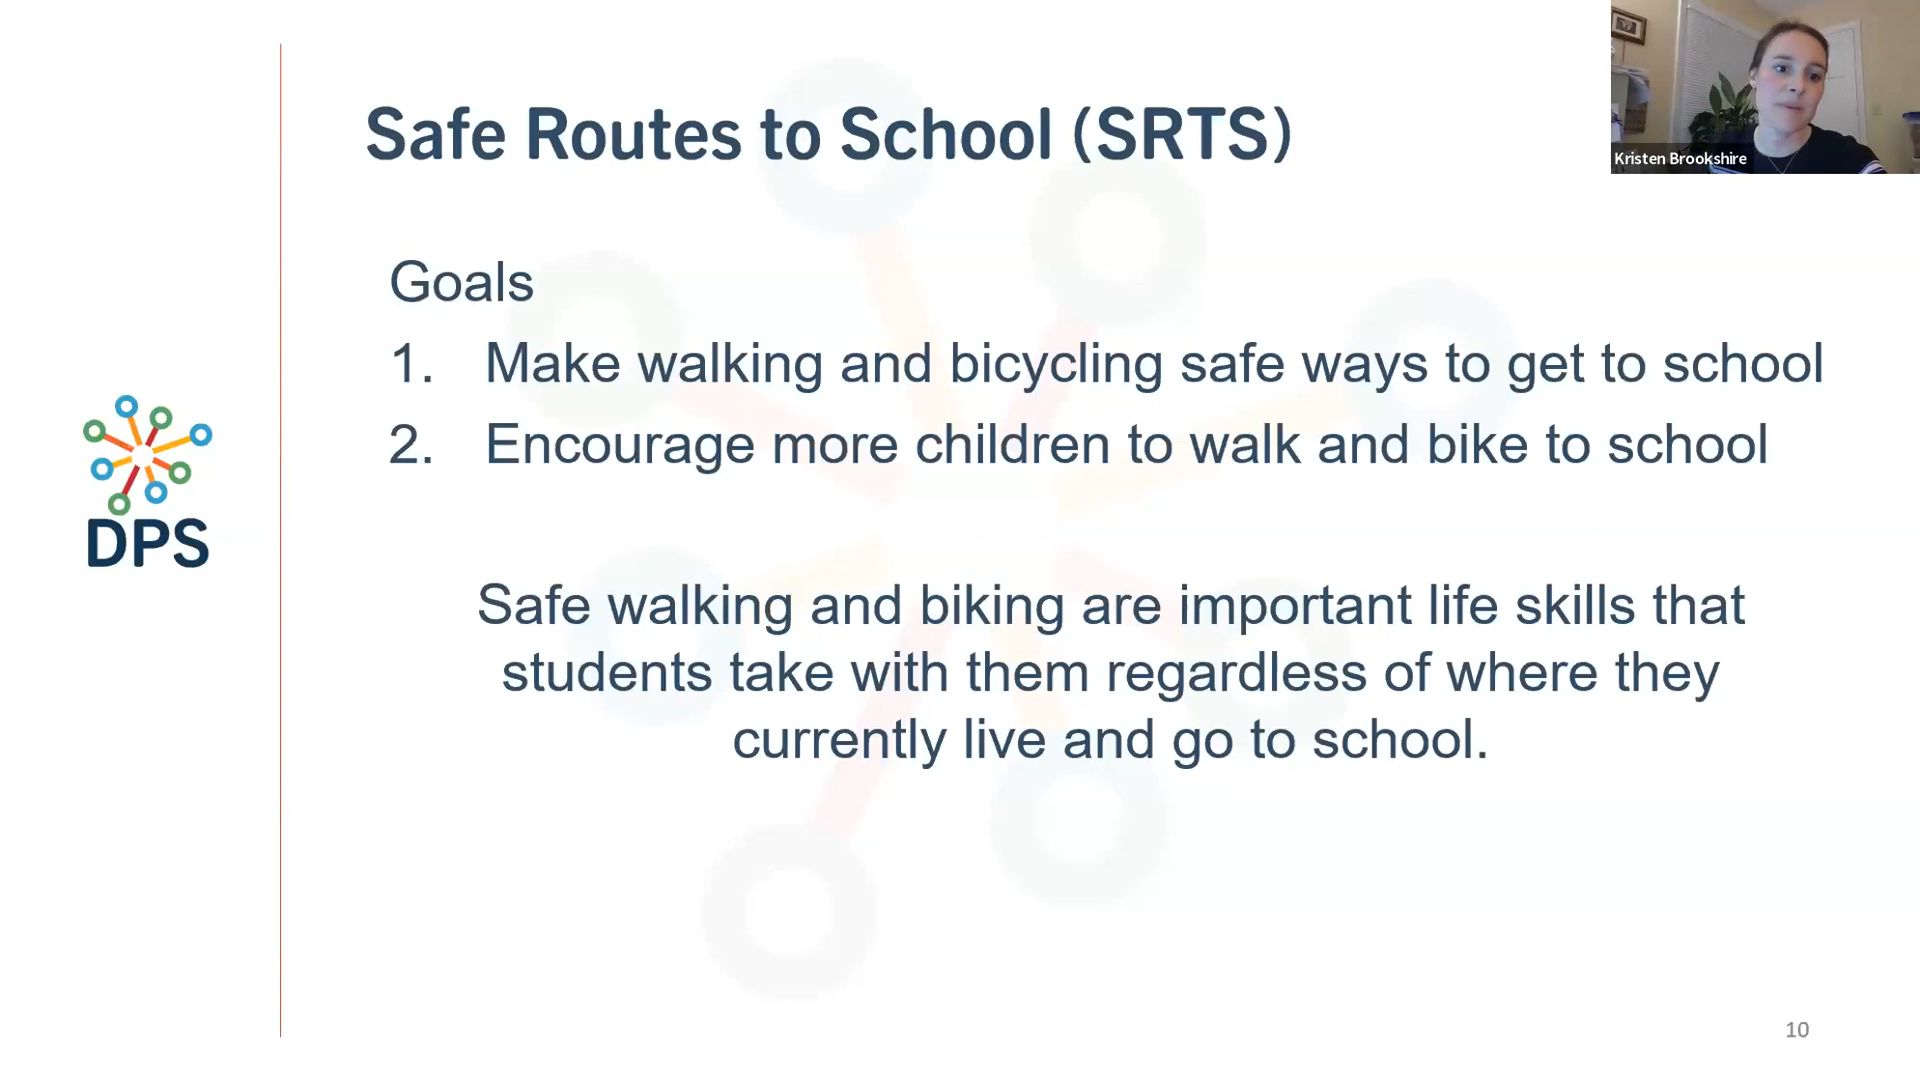 Safe Routes to School (SRTS)
Kristen Brookshire
Goals
1. Make walking and bicycling safe ways to get to school
2. Encourage more children to walk and bike to school
DPS
Safe walking and biking are important life skills that
students take with them regardless of where they
currently live and go to school.
10